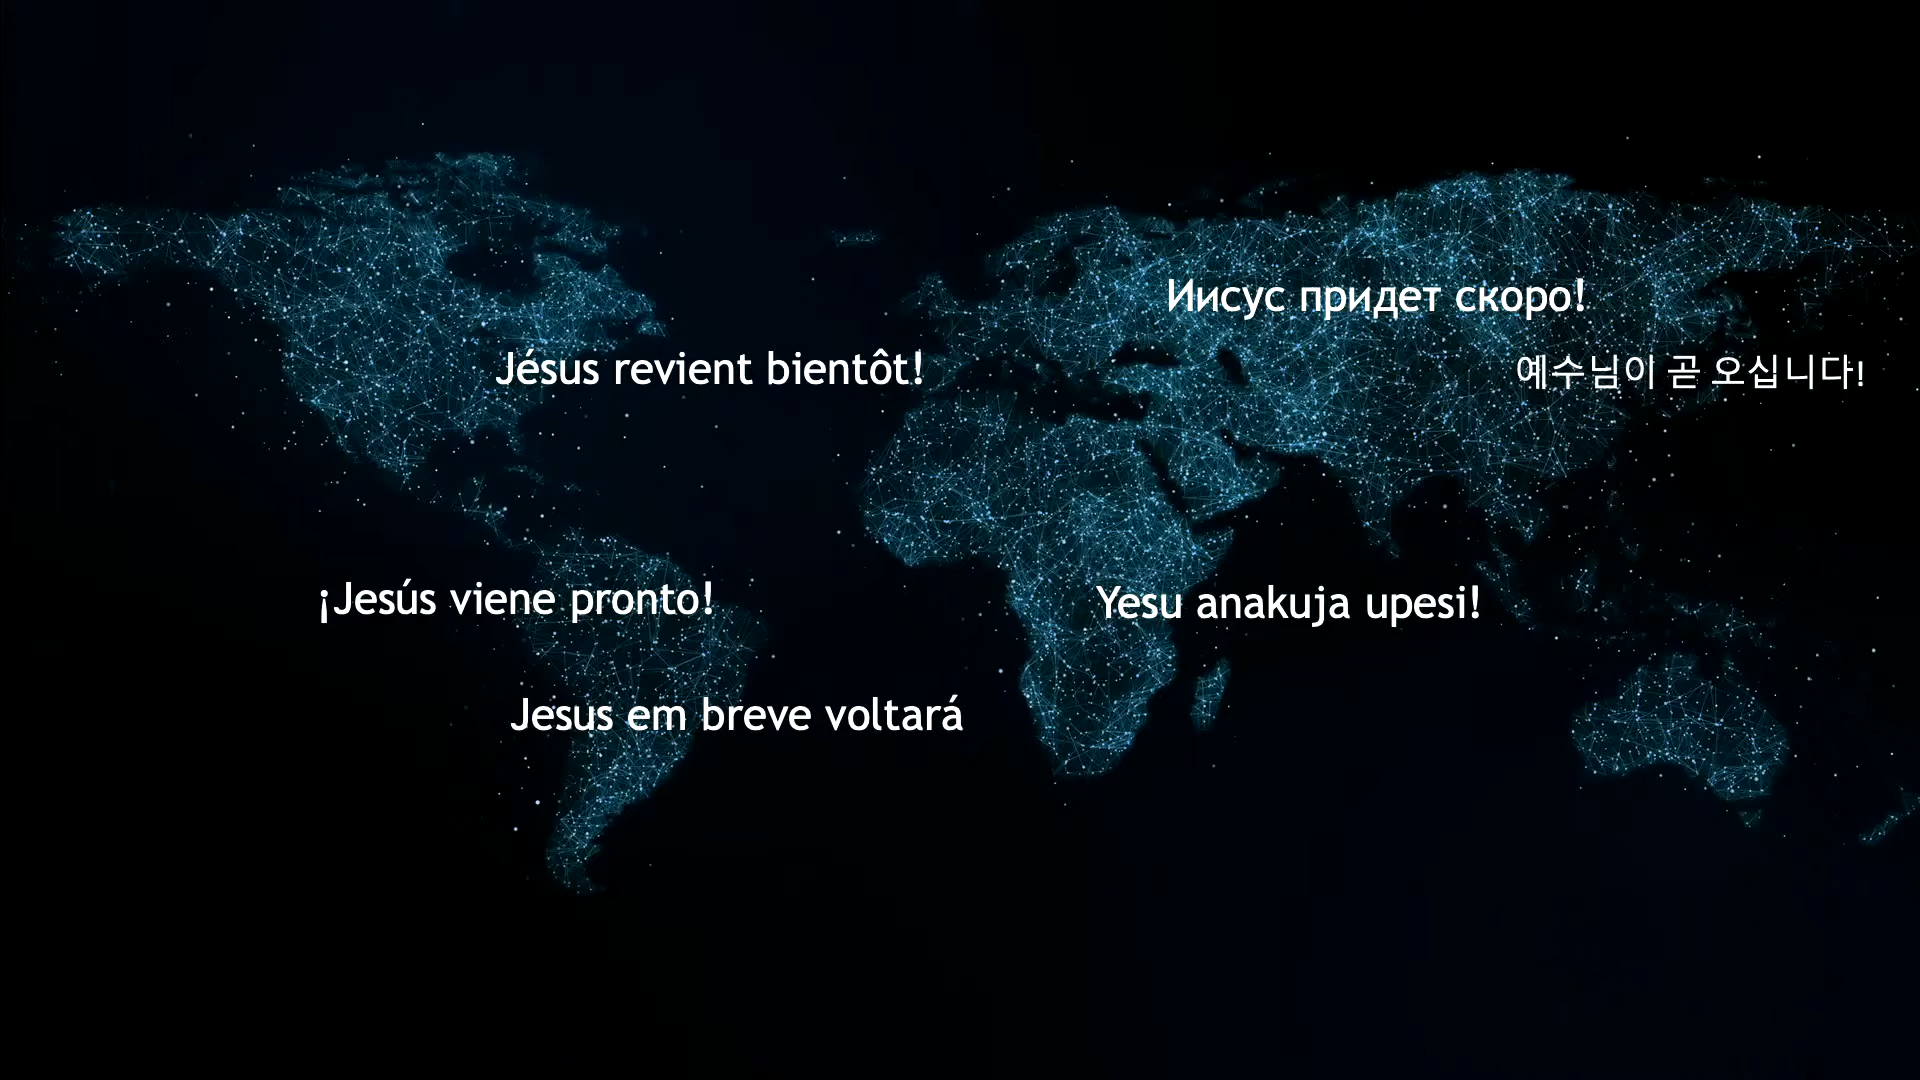 Иисус придет скоро!
Jésus revient bientôt!
예수님이 곧 오십니다!
¡Jesús viene pronto!
Yesu anakuja upesi!
Jesus em breve voltará